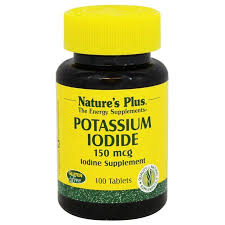 Nature's Plus.
The Energy Supplements.
POTASSIUM
IODIDE
150 mcg
Iodine Supplement
100 Tablets